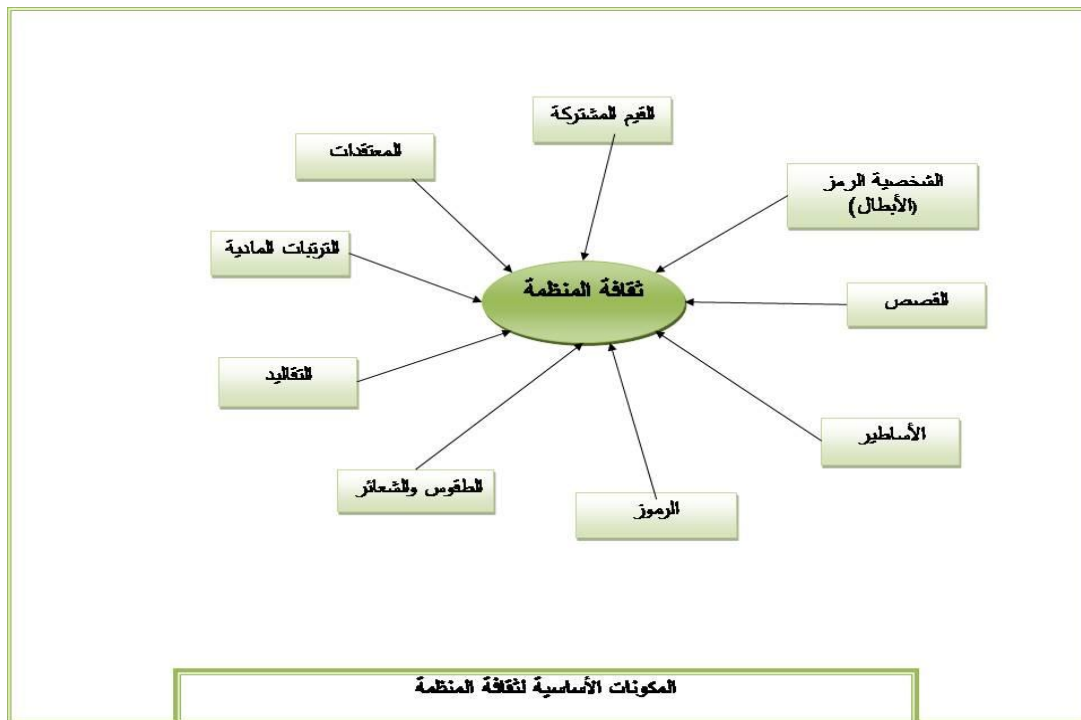 القيم المشتركة
المعتقدات
الشخصية الرمز
(الأبطال)
الترتبات المادية
ثقافة المنظمة
القصص
التقاليد
الأساطير
الطقوس والشعائر
الرموز
المكونات الأساسية لثقافة المنظمة